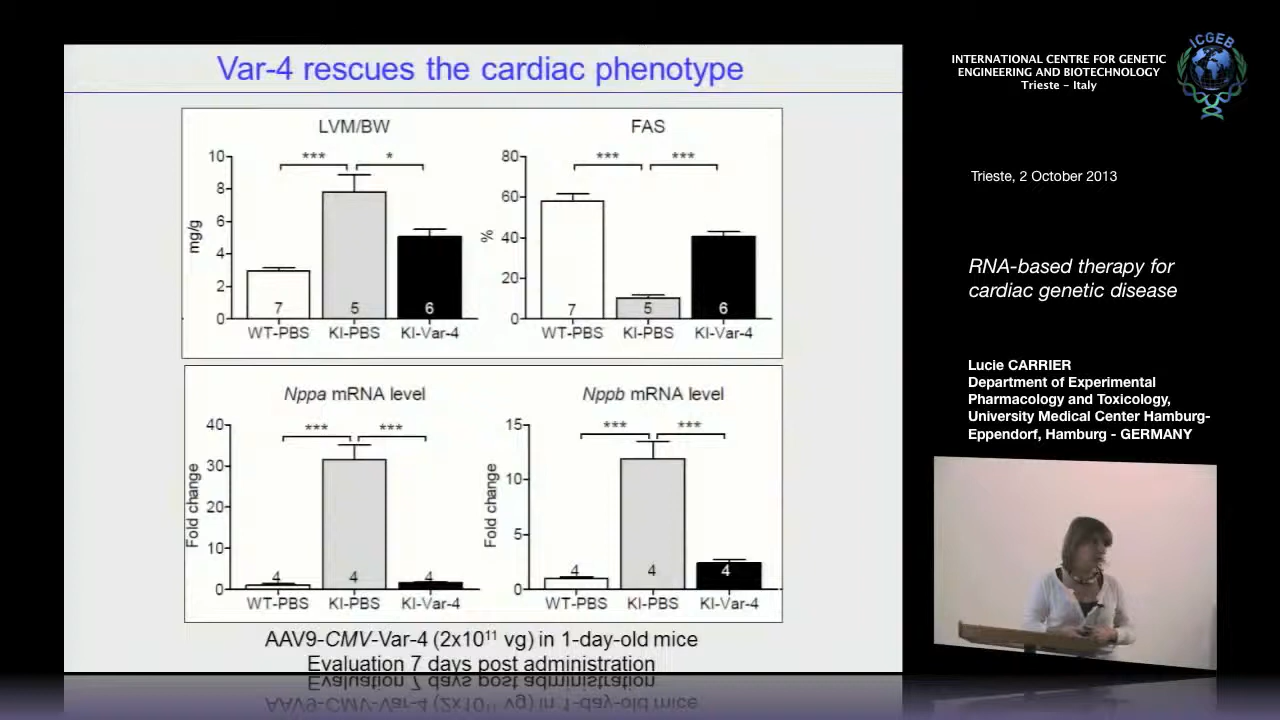 Var-4 rescues the cardiac phenotype
LVM/BW
mg/g
10
8
6
4
2
0
***
*
7
5
6
WT-PBS
KI-PBS
KI-Var-4
FAS
%
80
60
40
20
0
***
***
7
5
6
WT-PBS
KI-PBS
KI-Var-4
Nppa mRNA level
Fold change
40
30
20
10
0
***
***
4
4
4
WT-PBS
KI-PBS
KI-Var-4
Nppb mRNA level
Fold change
15
10
5
0
***
***
4
4
4
WT-PBS
KI-PBS
KI-Var-4
AAV9-CMV-Var-4 (2x10¹¹ vg) in 1-day-old mice
Evaluation 7 days post administration
INTERNATIONAL CENTRE FOR GENETIC
ENGINEERING AND BIOTECHNOLOGY
Trieste - Italy
ICGEB
Trieste, 2 October 2013
RNA-based therapy for
cardiac genetic disease
Lucie CARRIER
Department of Experimental
Pharmacology and Toxicology,
University Medical Center Hamburg-
Eppendorf, Hamburg - GERMANY